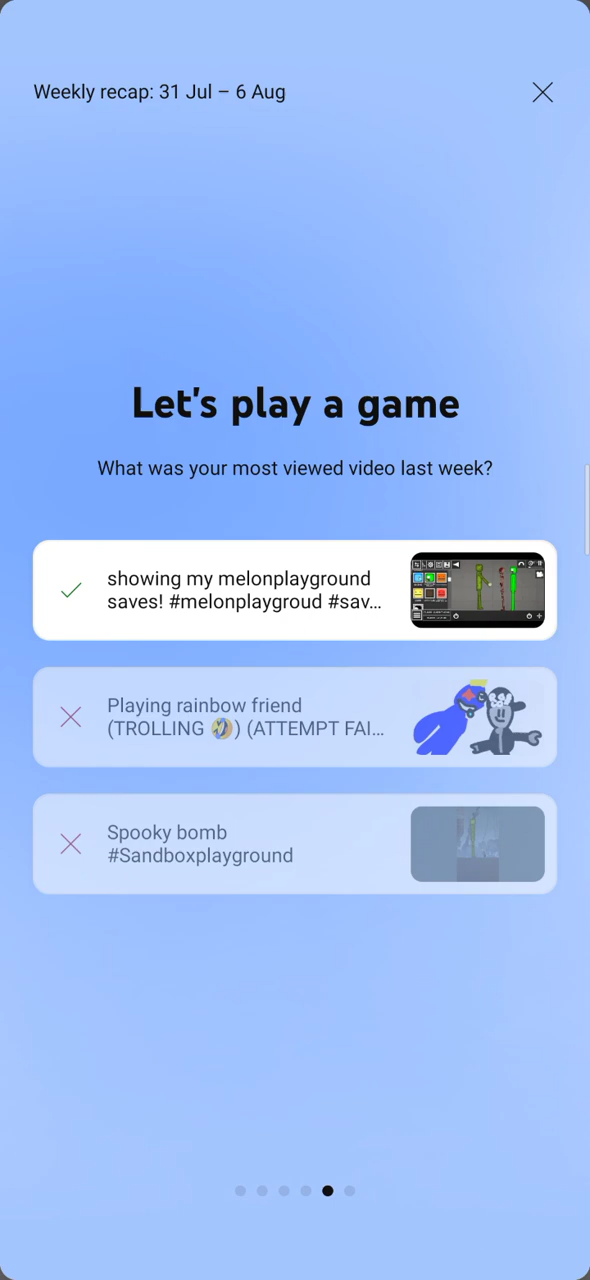 Weekly recap: 31 Jul – 6 Aug
Let's play a game
What was your most viewed video last week?
showing my melonplayground
saves! #melonplaygroud #sav...
Playing rainbow friend
(TROLLING 🤣) (ATTEMPT FAI...
Spooky bomb
#Sandboxplayground